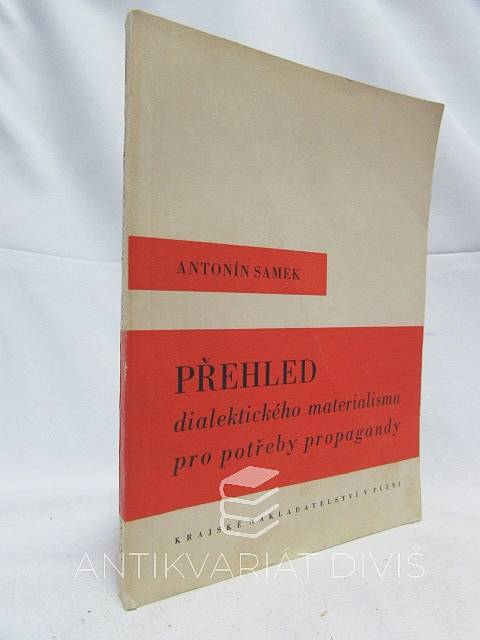 ANTONÍN SAMEK
PŘEHLED
dialektického materialismu
pro potřeby propagandy
KRAJSKÉ NAKLADATELSTVÍ V PLZNI
ANTIKVARIÁT DIVIŠ